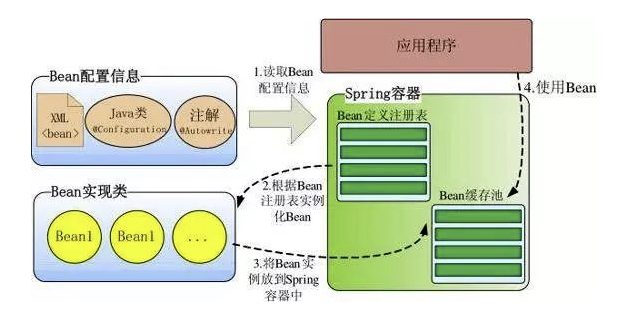 应用程序
Bean配置信息
XML
<bean>
Java类
@Configuration
注解
@Autowrite
1.读取Bean
配置信息
Spring容器
4.使用Bean
Bean定义注册表
Bean实现类
Bean1
Bean1
...
2.根据Bean
注册表实例
化Bean
Bean缓存池
3.将Bean实
例放到Spring
容器中